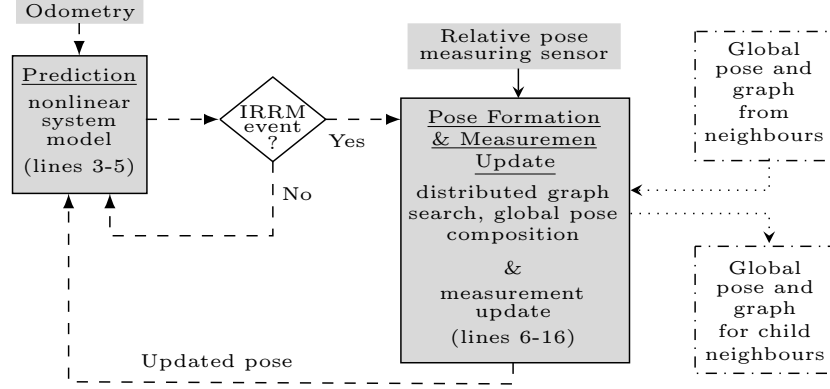 Odometry
Prediction
nonlinear
system
model
(lines 3-5)
IRRM
event
?
Yes
No
Relative pose
measuring sensor
Pose Formation
& Measuremen
Update
distributed graph
search, global pose
composition
&
measurement
update
(lines 6-16)
Global
pose and
graph
from
neighbours
Global
pose and
graph
for child
neighbours
Updated pose